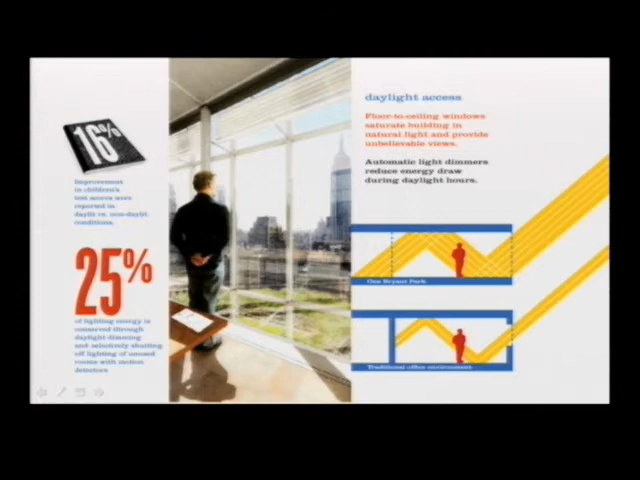 16%
Improvement
in children's
test scores were
reported in
daylit vs. non-daylit
conditions.
25%
of lighting energy is
conserved through
daylight-dimming
and selectively shutting
off lighting of unused
rooms with motion
detectors
daylight access
Floor-to-ceiling windows
saturate building in
natural light and provide
unbelievable views.
Automatic light dimmers
reduce energy draw
during daylight hours.
One Bryant Park
Traditional office environment